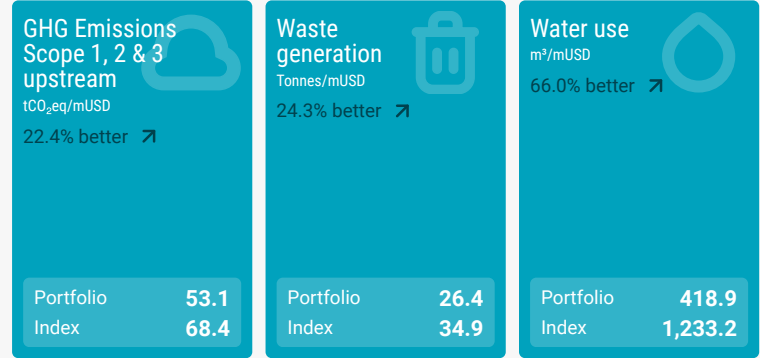 GHG Emissions
Scope 1, 2 & 3
upstream
tCO₂eq/mUSD
22.4% better
Portfolio 53.1
Index 68.4
Waste
generation
Tonnes/mUSD
24.3% better
Portfolio 26.4
Index 34.9
Water use
m³/mUSD
66.0% better
Portfolio 418.9
Index 1,233.2